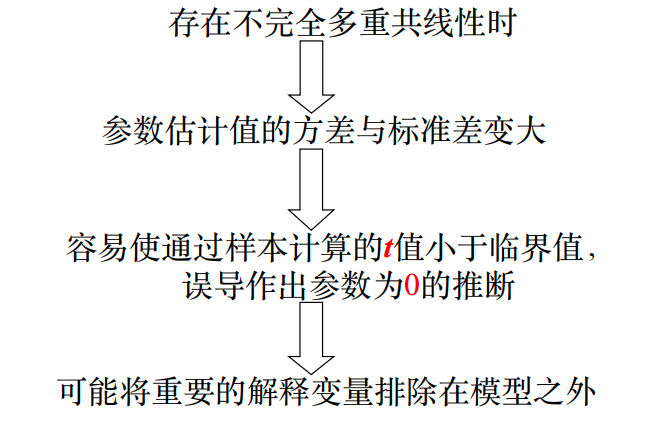 存在不完全多重共线性时
参数估计值的方差与标准差变大
容易使通过样本计算的t值小于临界值，
误导作出参数为0的推断
可能将重要的解释变量排除在模型之外